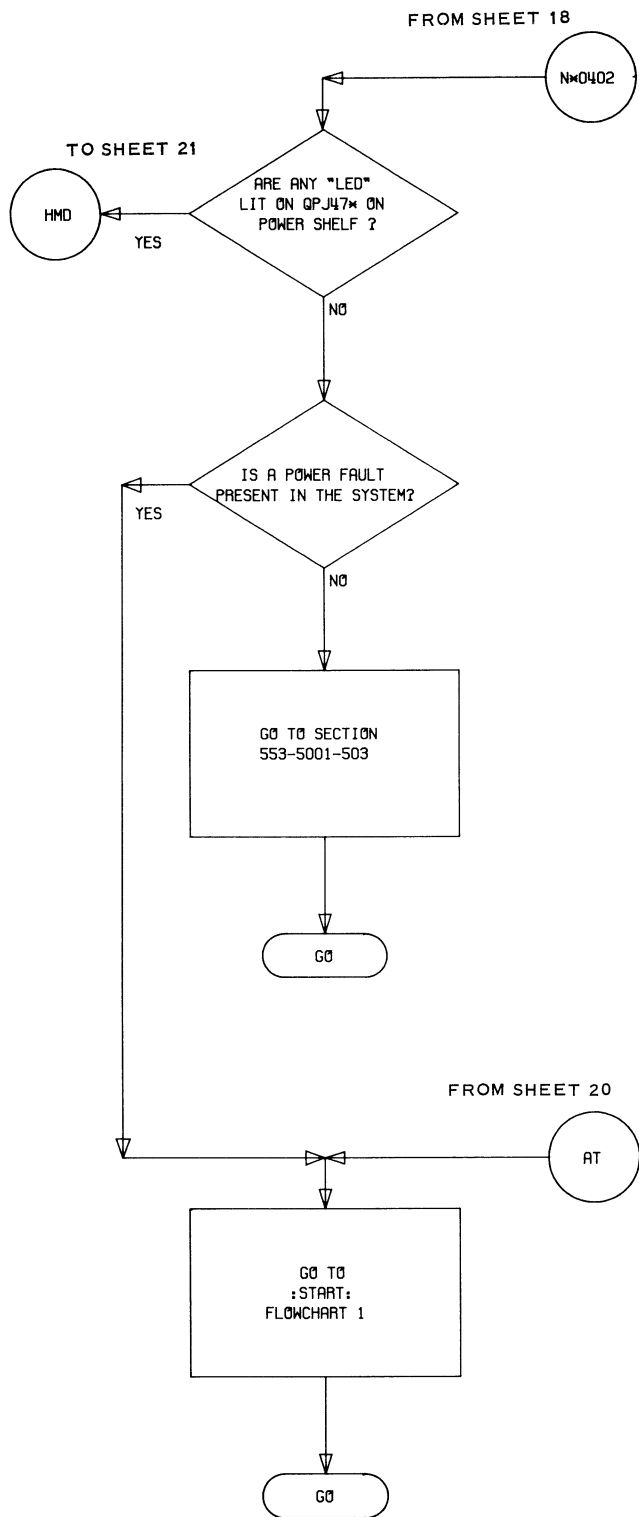 FROM SHEET 18
N*0402
TO SHEET 21
HMD
ARE ANY "LED"
LIT ON QPJ47* ON
POWER SHELF ?
YES
NO
IS A POWER FAULT
PRESENT IN THE SYSTEM?
YES
NO
GO TO SECTION
553-5001-503
GO
FROM SHEET 20
AT
GO TO
:START:
FLOWCHART 1
GO